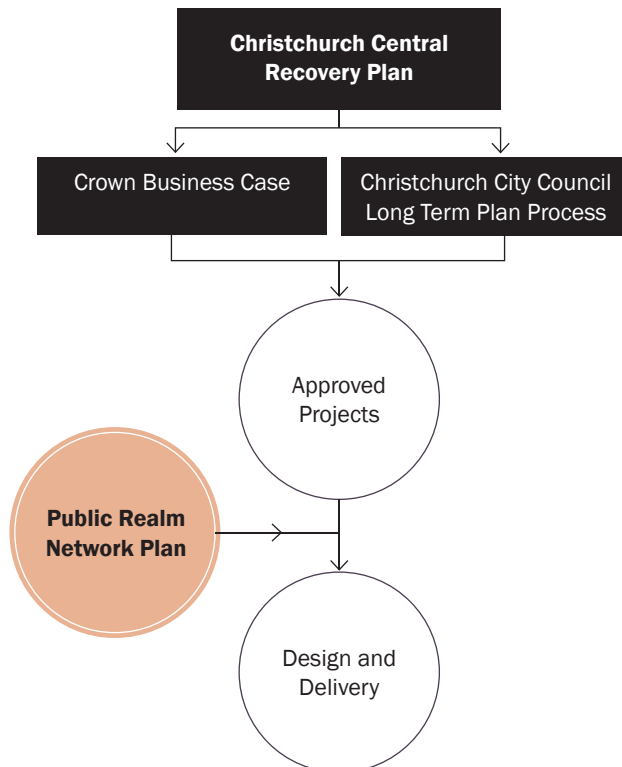 Christchurch Central
Recovery Plan
Crown Business Case
Christchurch City Council
Long Term Plan Process
Approved
Projects
Public Realm
Network Plan
Design and
Delivery